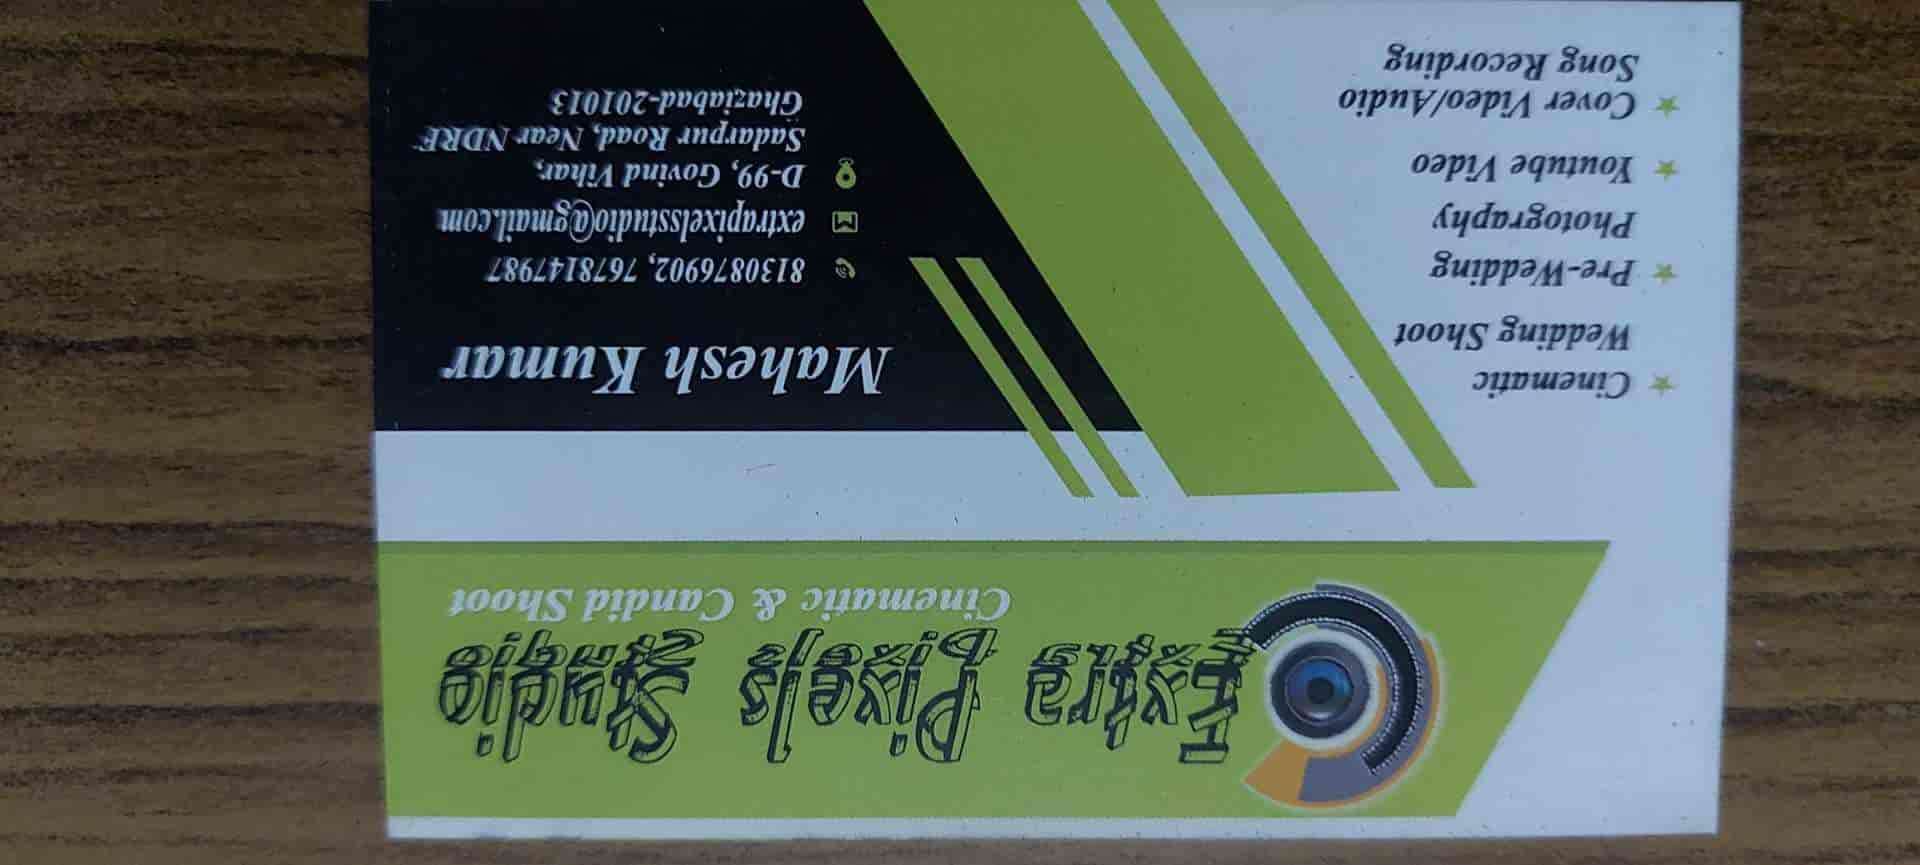 Extra Pixels Studio
Cinematic & Candid Shoot
Cinematic
Wedding Shoot
Pre-Wedding
Photography
Youtube Video
Cover Video/Audio
Song Recording
Mahesh Kumar
8130876902, 7678147987
extrapixelsstudio@gmail.com
D-99, Govind Vihar,
Sadarpur Road, Near NDRF
Ghaziabad-201013